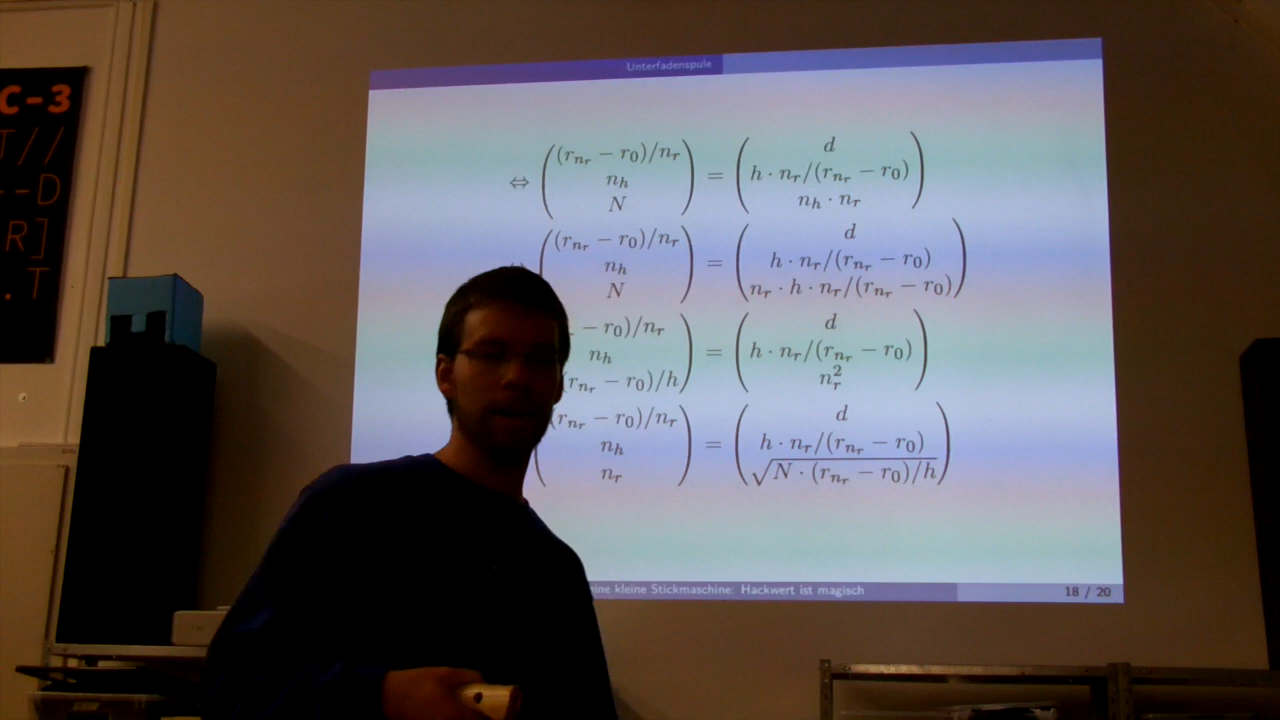 C-3
T//
--D
R]
.T
Unterfadenspule
⇔ ( (r_{n_r} − r_0)/n_r ) = ( d )
( n_h ) ( h · n_r/(r_{n_r} − r_0) )
( N ) ( n_h · n_r )
( (r_{n_r} − r_0)/n_r ) = ( d )
( n_h ) ( h · n_r/(r_{n_r} − r_0) )
( N ) ( n_r · h · n_r/(r_{n_r} − r_0) )
− r_0)/n_r ) = ( d )
n_h ) ( h · n_r/(r_{n_r} − r_0) )
(r_{n_r} − r_0)/h ) ( n_r^2 )
(r_{n_r} − r_0)/n_r ) = ( d )
( n_h ) ( h · n_r/(r_{n_r} − r_0) )
( n_r ) ( √(N · (r_{n_r} − r_0)/h) )
ine kleine Stickmaschine: Hackwert ist magisch
18 / 20